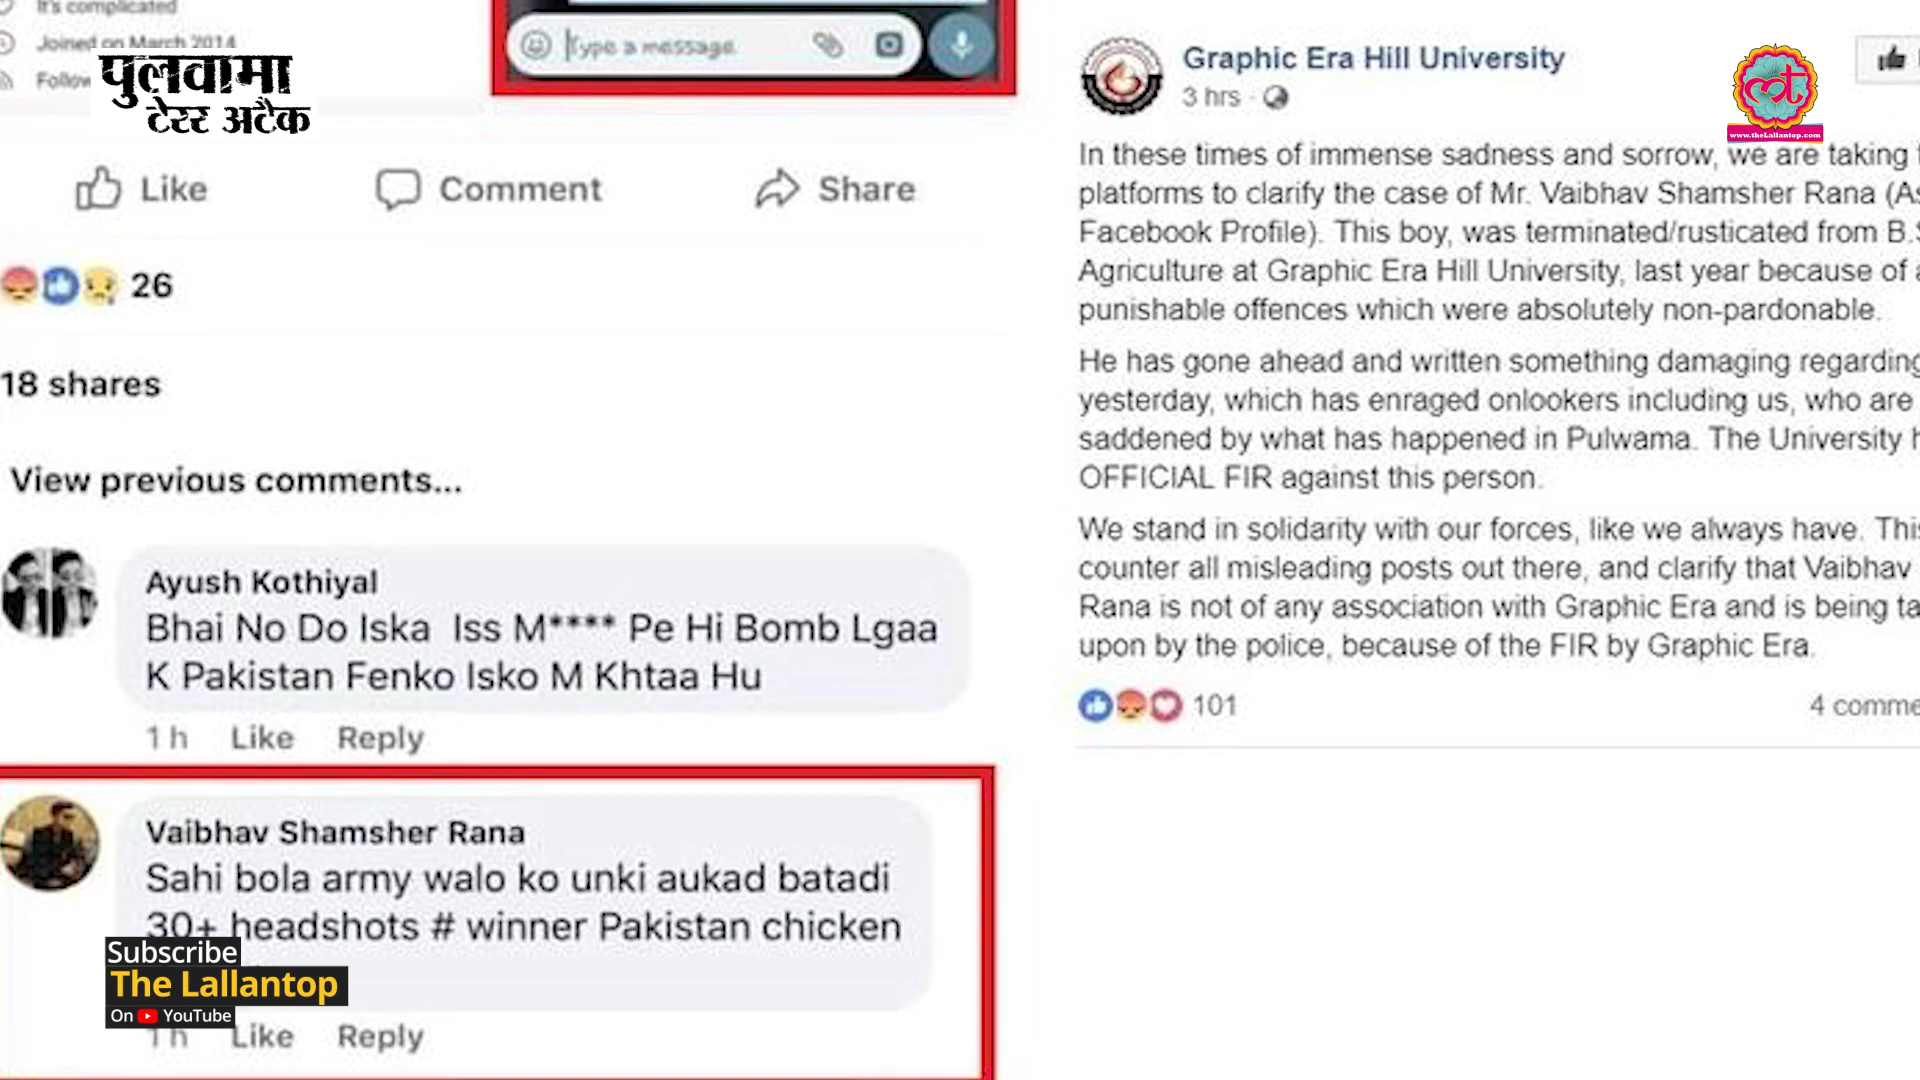 It's complicated
Joined on March 2014
Follow
पुलवामा
टेरर अटैक
Type a message
Like Comment Share
26
18 shares
View previous comments...
Ayush Kothiyal
Bhai No Do Iska Iss M**** Pe Hi Bomb Lgaa
K Pakistan Fenko Isko M Khtaa Hu
1 h Like Reply
Vaibhav Shamsher Rana
Sahi bola army walo ko unki aukad batadi
30+ headshots # winner Pakistan chicken
1 h Like Reply
Subscribe
The Lallantop
On YouTube
Graphic Era Hill University
3 hrs
लत
www.theLallantop.com
In these times of immense sadness and sorrow, we are taking
platforms to clarify the case of Mr. Vaibhav Shamsher Rana (As
Facebook Profile). This boy, was terminated/rusticated from B.S
Agriculture at Graphic Era Hill University, last year because of a
punishable offences which were absolutely non-pardonable.
He has gone ahead and written something damaging regarding
yesterday, which has enraged onlookers including us, who are
saddened by what has happened in Pulwama. The University h
OFFICIAL FIR against this person.
We stand in solidarity with our forces, like we always have. This
counter all misleading posts out there, and clarify that Vaibhav
Rana is not of any association with Graphic Era and is being ta
upon by the police, because of the FIR by Graphic Era.
101
4 comme